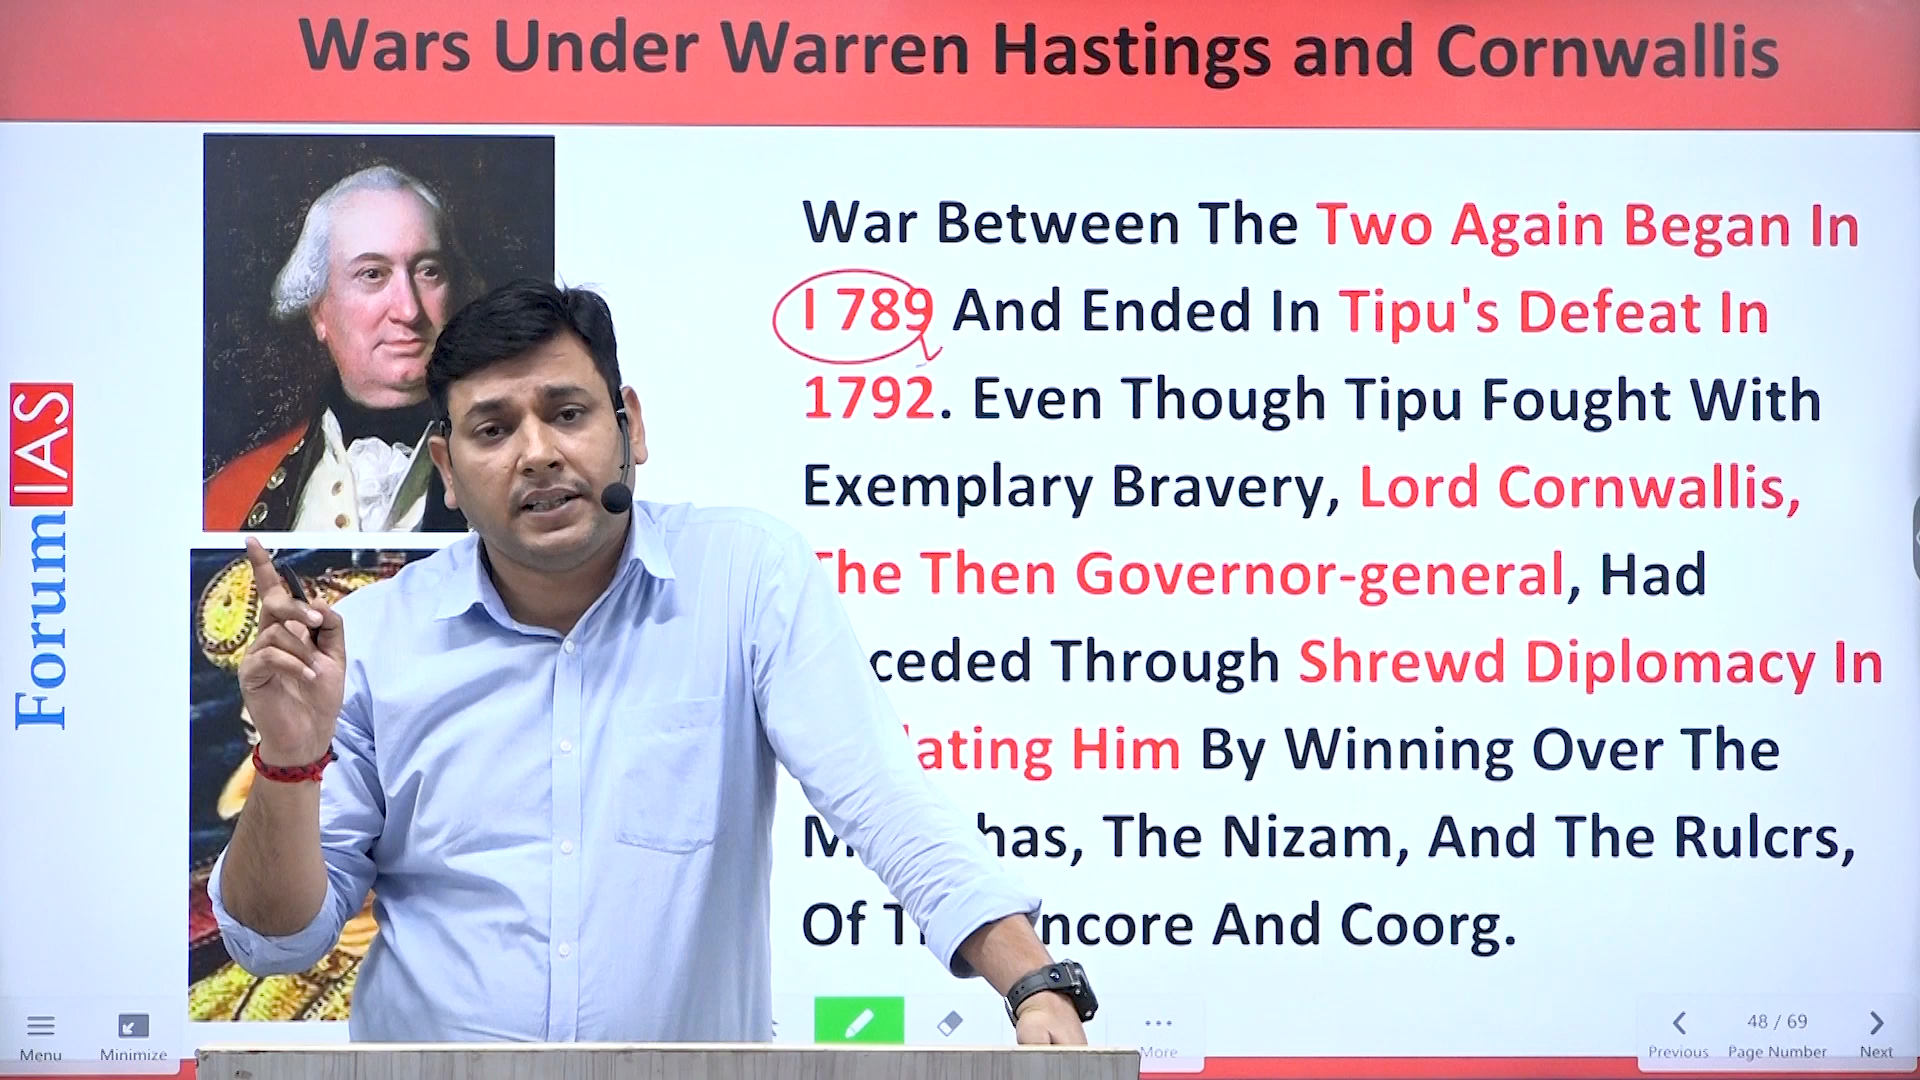 Wars Under Warren Hastings and Cornwallis
War Between The Two Again Began In
I 789 And Ended In Tipu's Defeat In
1792. Even Though Tipu Fought With
Exemplary Bravery, Lord Cornwallis,
The Then Governor-general, Had
ceded Through Shrewd Diplomacy In
lating Him By Winning Over The
has, The Nizam, And The Rulcrs,
Of ncore And Coorg.
Forum IAS
Menu
Minimize
More
48 / 69
Previous Page Number Next